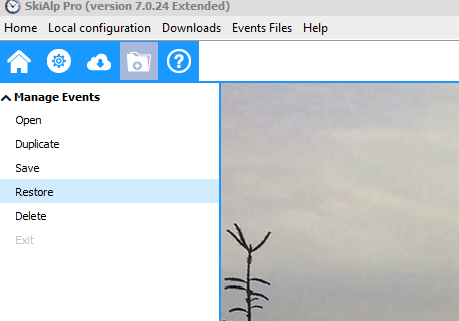 SkiAlp Pro (version 7.0.24 Extended)
Home Local configuration Downloads Events Files Help
Manage Events
Open
Duplicate
Save
Restore
Delete
Exit